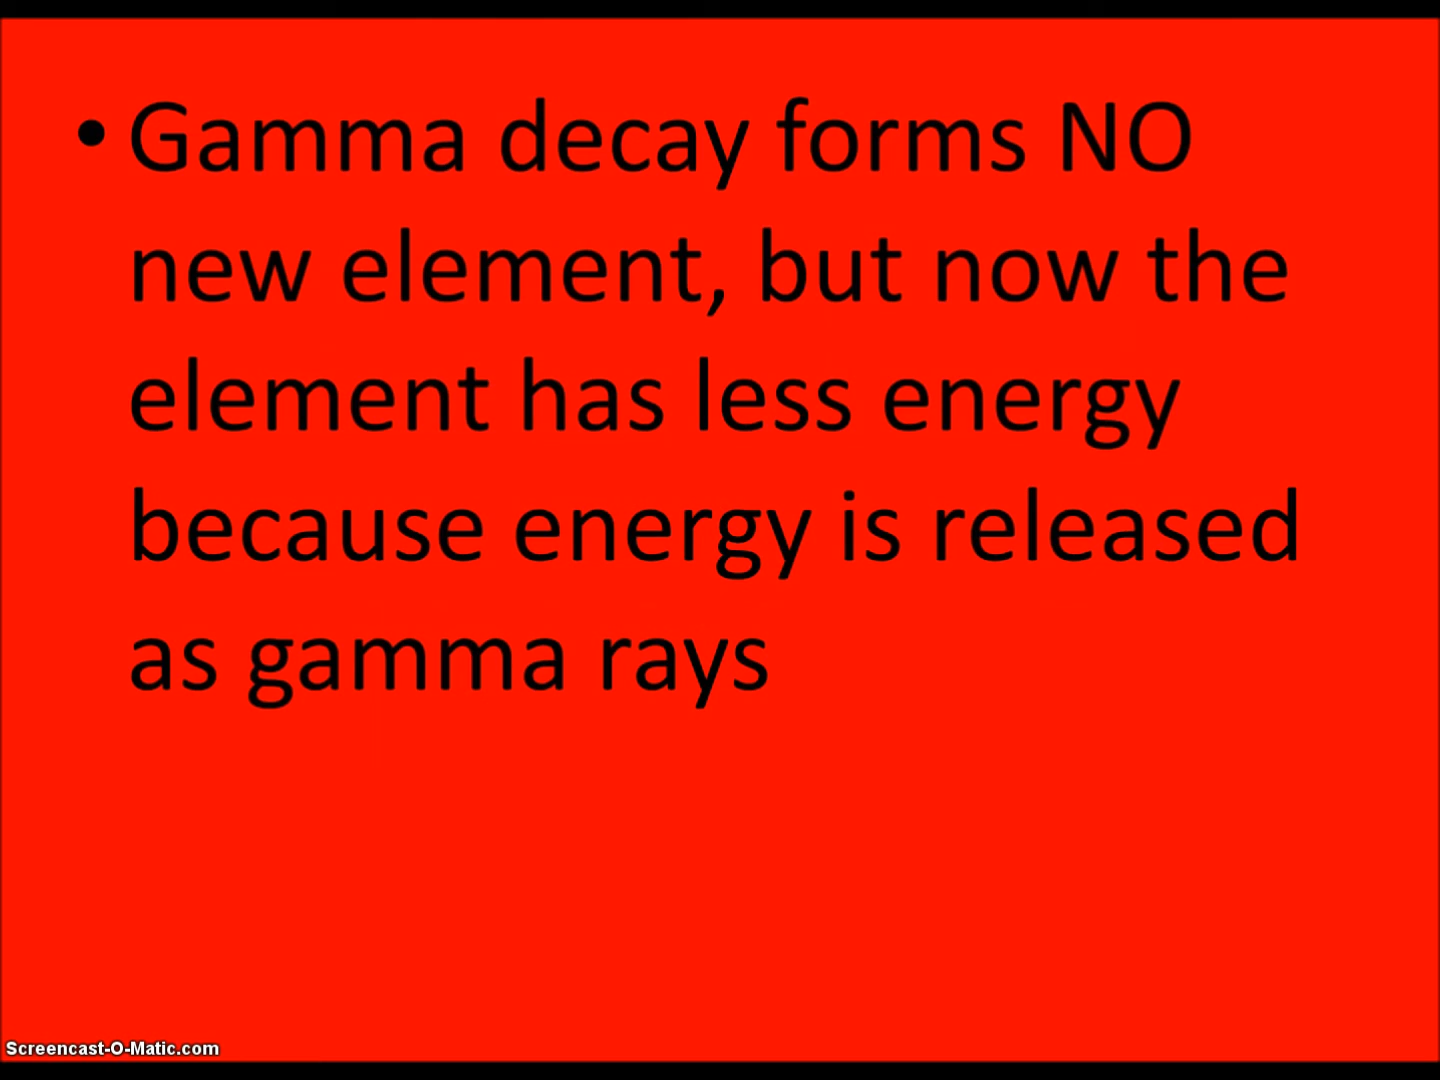 • Gamma decay forms NO
new element, but now the
element has less energy
because energy is released
as gamma rays
Screencast-O-Matic.com